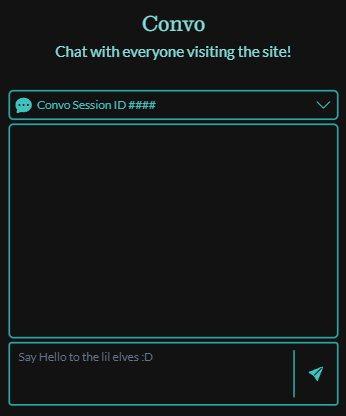 Convo
Chat with everyone visiting the site!
Convo Session ID ####
Say Hello to the lil elves :D